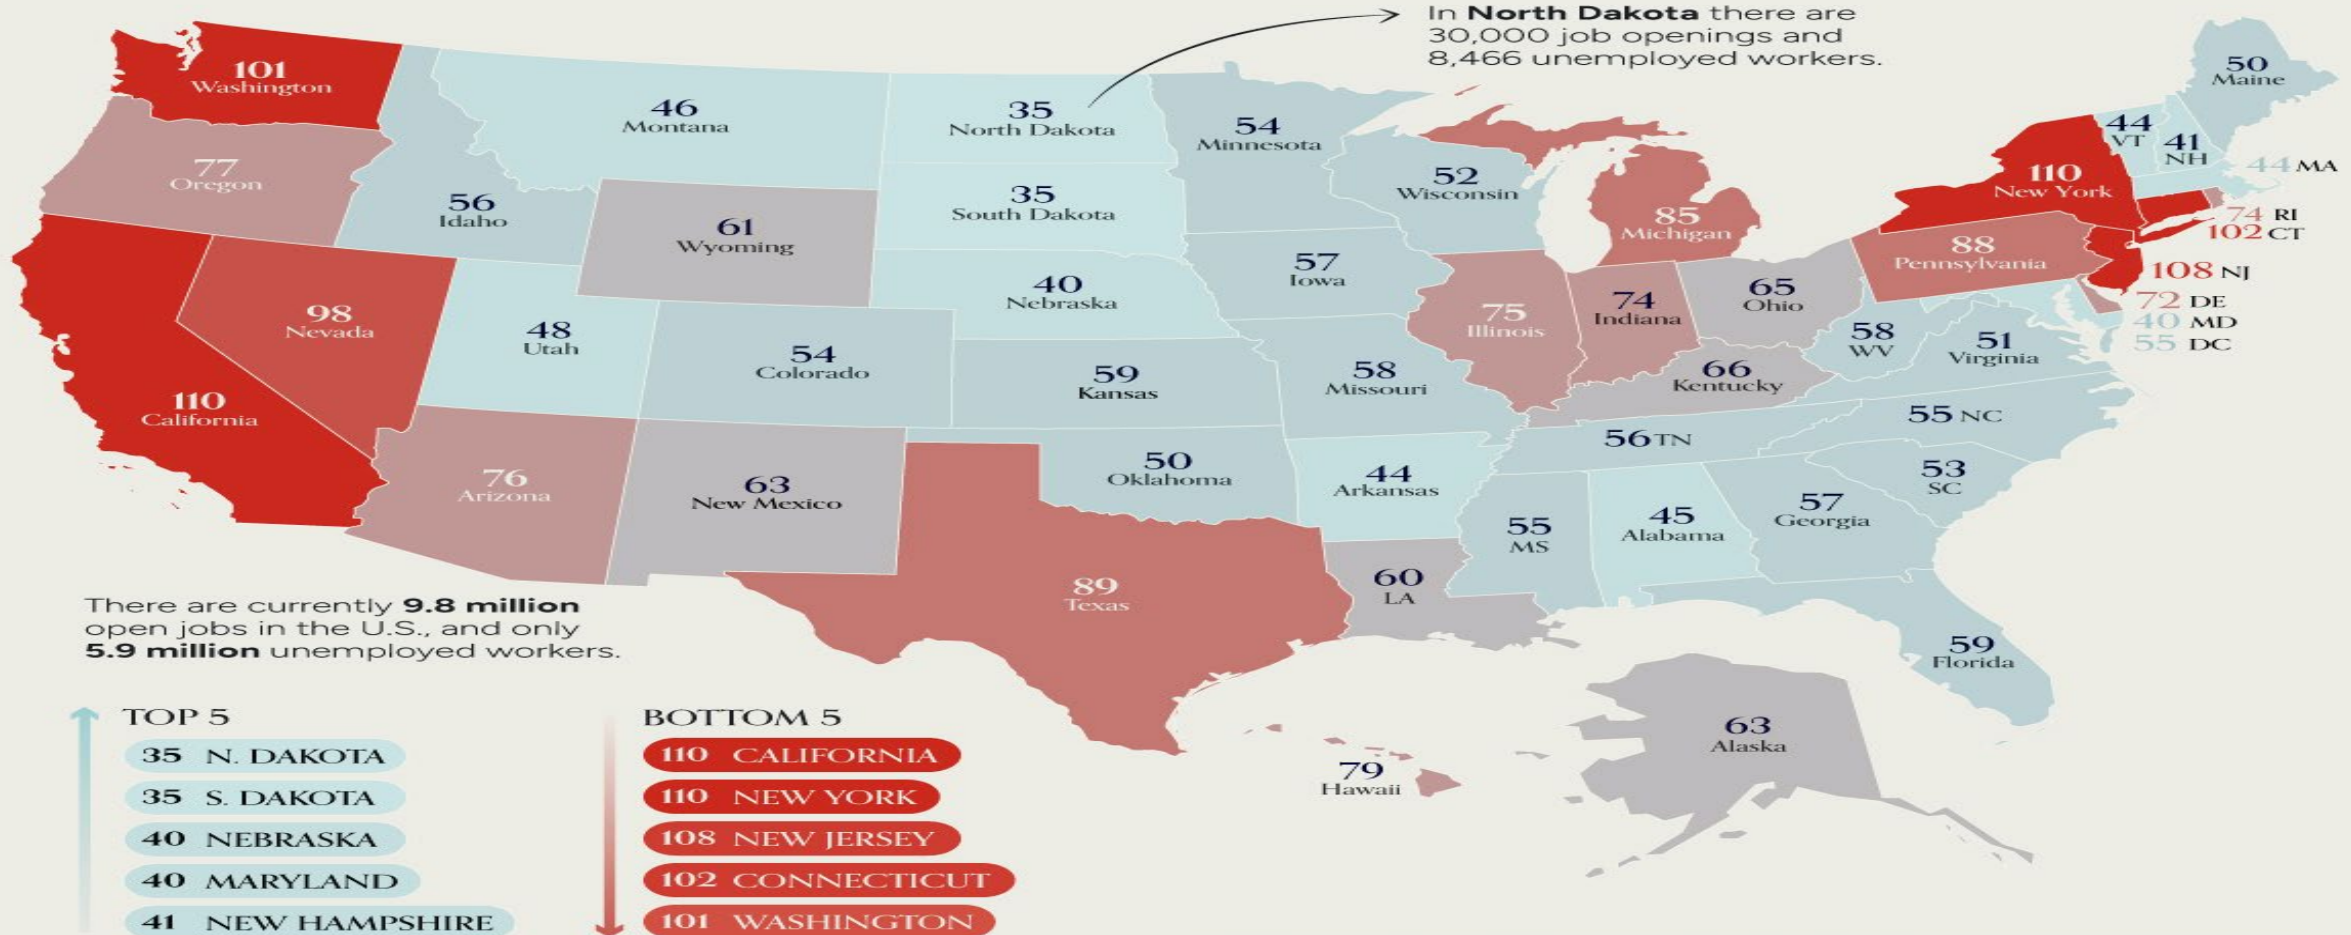 In North Dakota there are
30,000 job openings and
8,466 unemployed workers.
101
Washington
77
Oregon
110
California
98
Nevada
56
Idaho
46
Montana
61
Wyoming
48
Utah
54
Colorado
76
Arizona
63
New Mexico
35
North Dakota
35
South Dakota
40
Nebraska
59
Kansas
50
Oklahoma
89
Texas
54
Minnesota
57
Iowa
58
Missouri
44
Arkansas
60
LA
52
Wisconsin
75
Illinois
85
Michigan
74
Indiana
65
Ohio
66
Kentucky
56 TN
55
MS
45
Alabama
57
Georgia
59
Florida
53
SC
55 NC
51
Virginia
58
WV
88
Pennsylvania
110
New York
44
VT
41
NH
50
Maine
44 MA
74 RI
102 CT
108 NJ
72 DE
40 MD
55 DC
63
Alaska
79
Hawaii
There are currently 9.8 million
open jobs in the U.S., and only
5.9 million unemployed workers.
TOP 5
35 N. DAKOTA
35 S. DAKOTA
40 NEBRASKA
40 MARYLAND
41 NEW HAMPSHIRE
BOTTOM 5
110 CALIFORNIA
110 NEW YORK
108 NEW JERSEY
102 CONNECTICUT
101 WASHINGTON